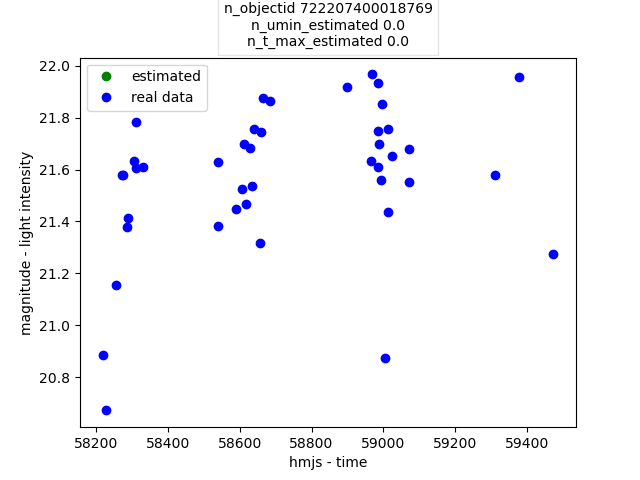 n_objectid 722207400018769
n_umin_estimated 0.0
n_t_max_estimated 0.0
estimated
real data
22.0
21.8
21.6
21.4
21.2
21.0
20.8
magnitude - light intensity
58200 58400 58600 58800 59000 59200 59400
hmjs - time